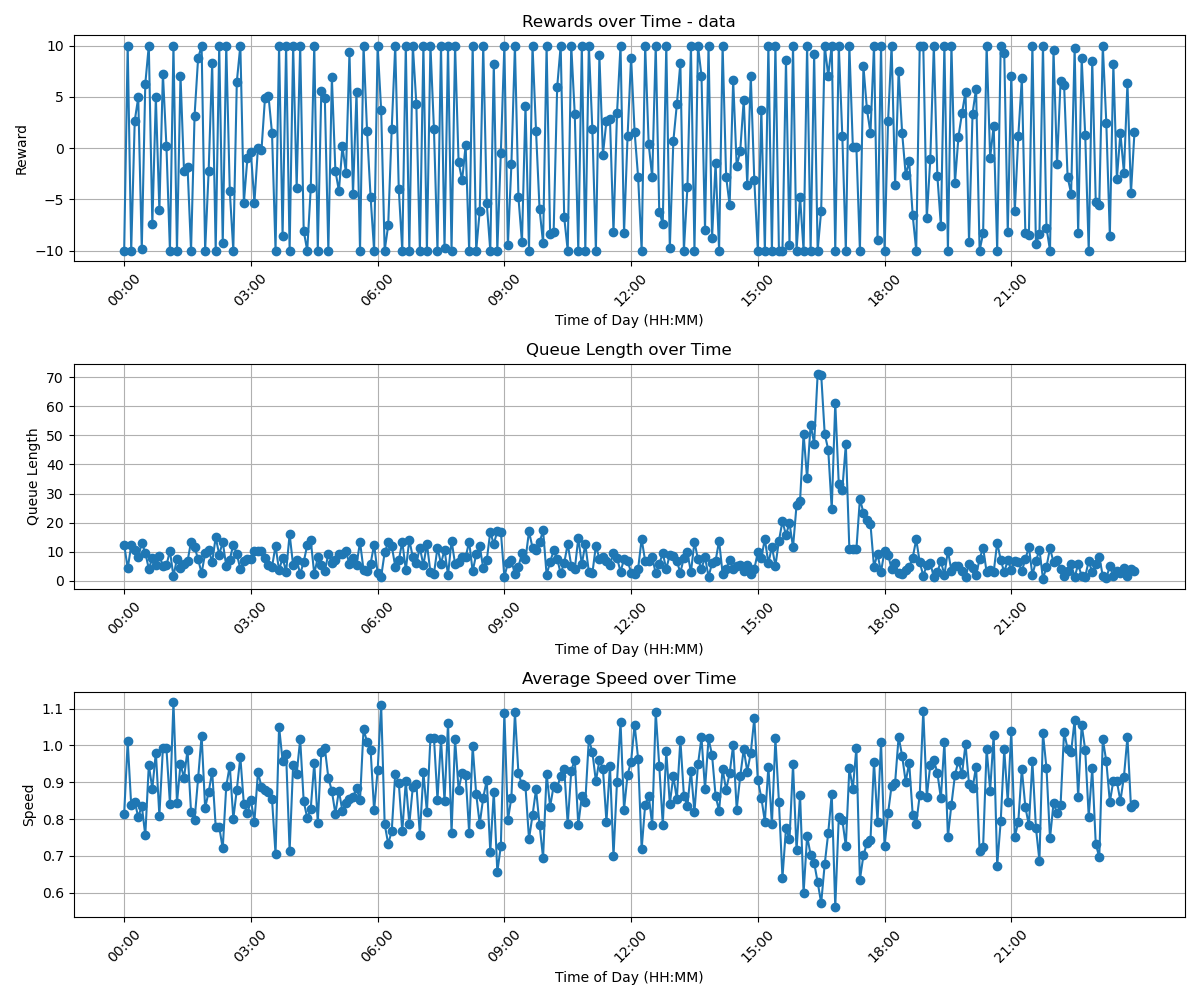 Rewards over Time - data
Reward
10
5
0
−5
−10
00:00 03:00 06:00 09:00 12:00 15:00 18:00 21:00
Time of Day (HH:MM)
Queue Length over Time
Queue Length
70
60
50
40
30
20
10
0
00:00 03:00 06:00 09:00 12:00 15:00 18:00 21:00
Time of Day (HH:MM)
Average Speed over Time
Speed
1.1
1.0
0.9
0.8
0.7
0.6
00:00 03:00 06:00 09:00 12:00 15:00 18:00 21:00
Time of Day (HH:MM)